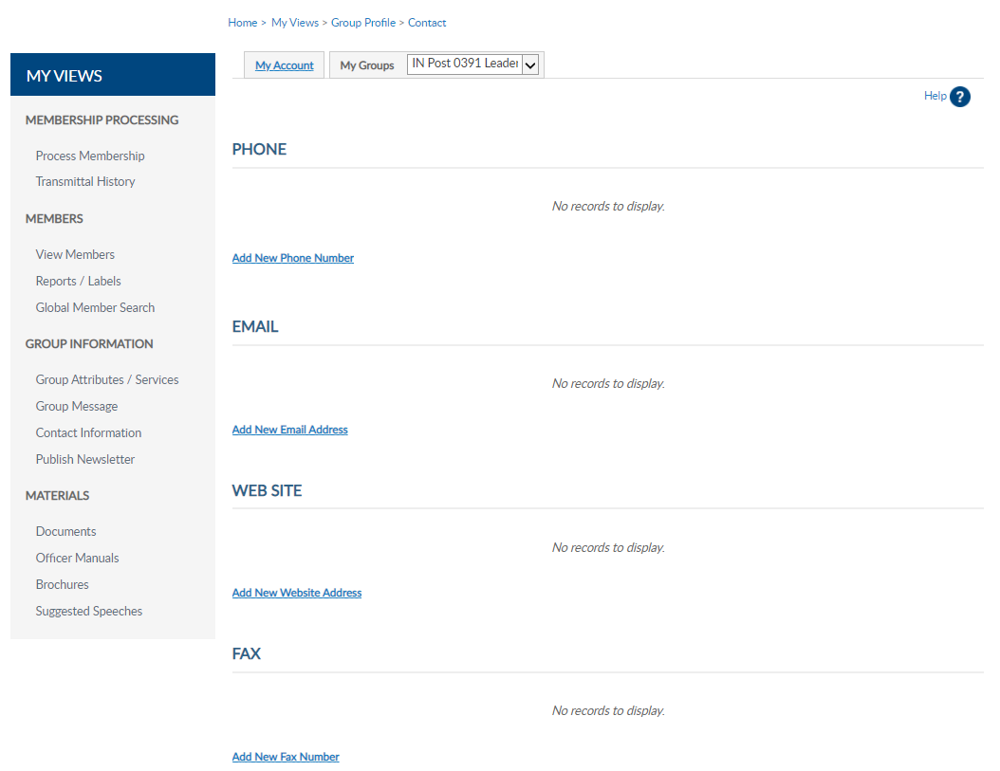 Home > My Views > Group Profile > Contact
My Account My Groups IN Post 0391 Leader
MY VIEWS
Help ?
MEMBERSHIP PROCESSING
Process Membership
Transmittal History
MEMBERS
View Members
Reports / Labels
Global Member Search
GROUP INFORMATION
Group Attributes / Services
Group Message
Contact Information
Publish Newsletter
MATERIALS
Documents
Officer Manuals
Brochures
Suggested Speeches
PHONE
No records to display.
Add New Phone Number
EMAIL
No records to display.
Add New Email Address
WEB SITE
No records to display.
Add New Website Address
FAX
No records to display.
Add New Fax Number